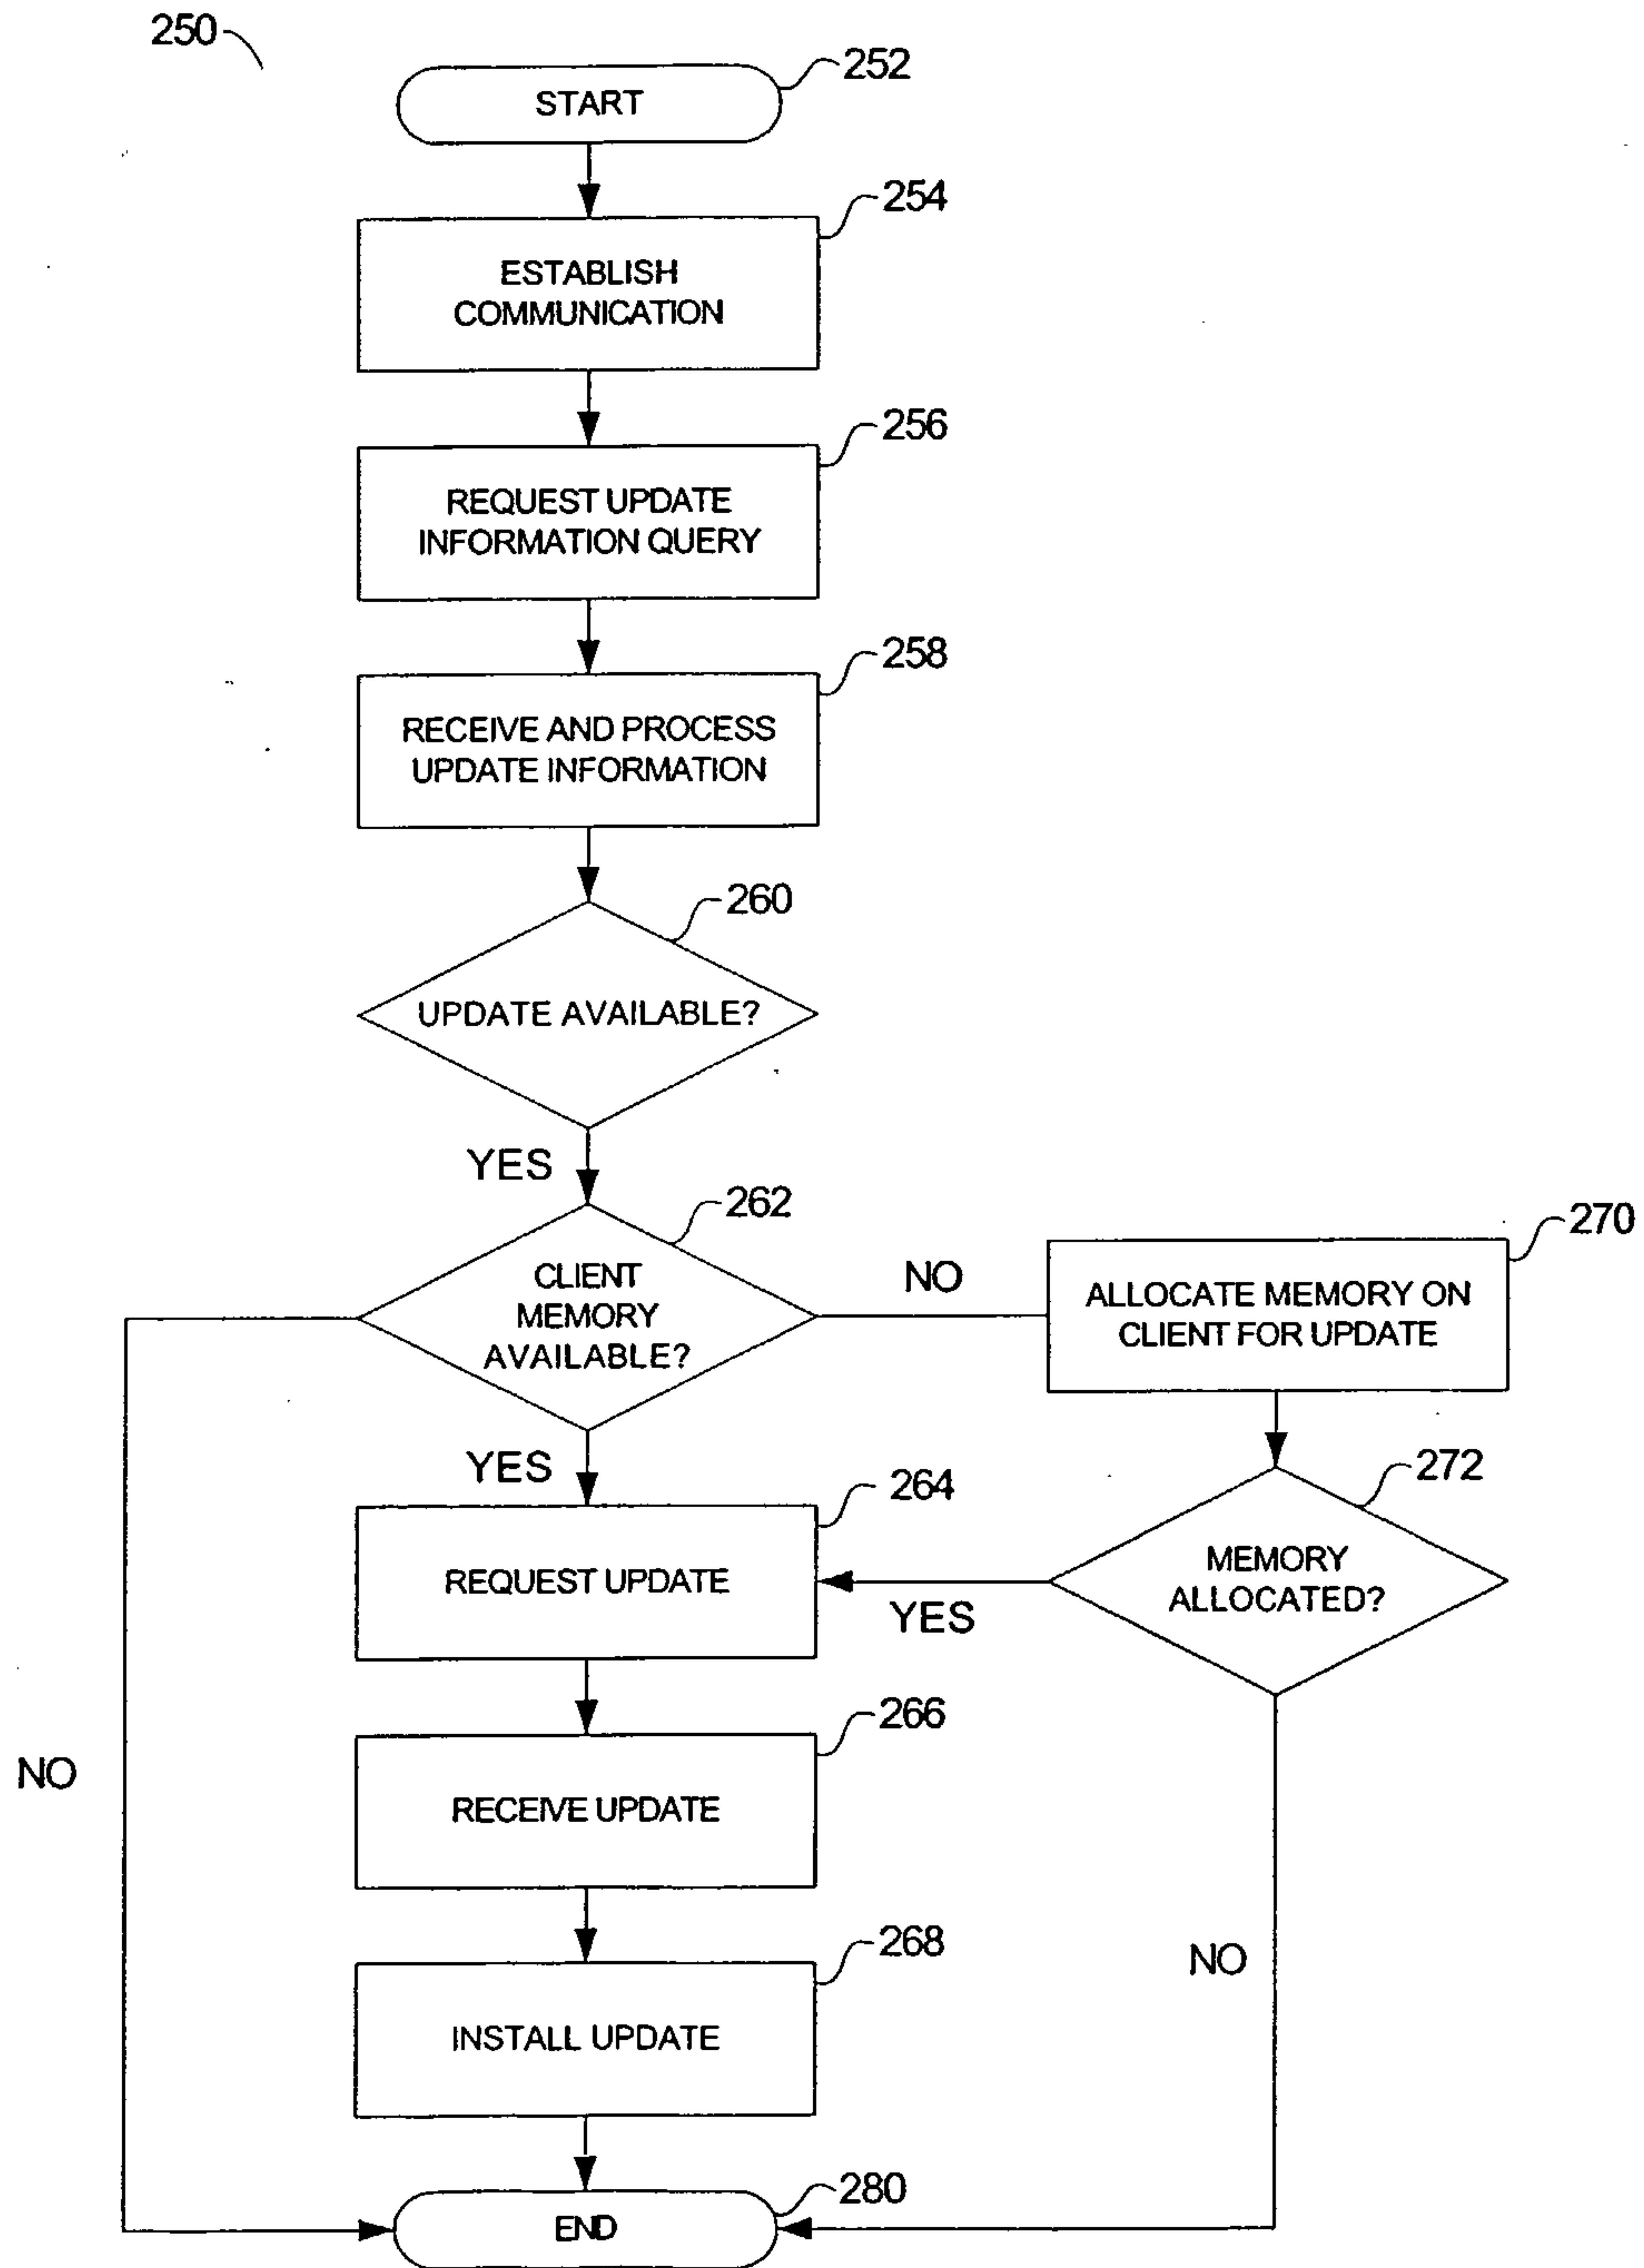 250
START
252
254
ESTABLISH
COMMUNICATION
256
REQUEST UPDATE
INFORMATION QUERY
258
RECEIVE AND PROCESS
UPDATE INFORMATION
260
UPDATE AVAILABLE?
YES
262
CLIENT
MEMORY
AVAILABLE?
NO
270
ALLOCATE MEMORY ON
CLIENT FOR UPDATE
YES
264
REQUEST UPDATE
272
MEMORY
ALLOCATED?
YES
266
RECEIVE UPDATE
NO
268
INSTALL UPDATE
NO
280
END